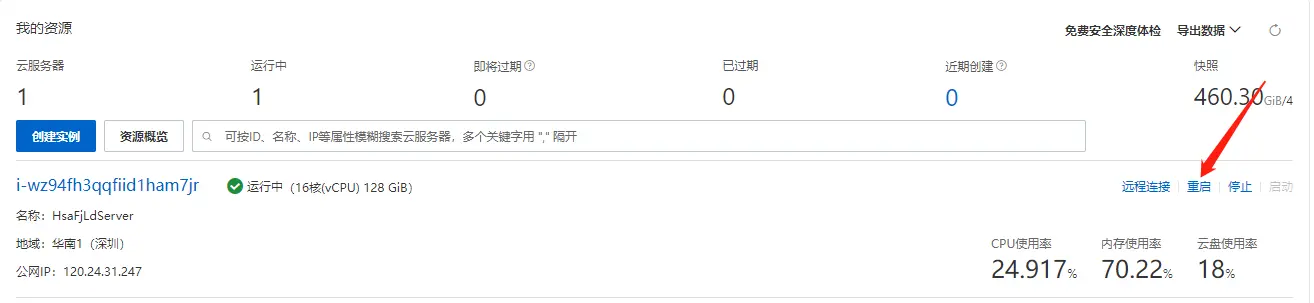 我的资源
免费安全深度体检 导出数据
云服务器 运行中 即将过期 已过期 近期创建 快照
1 1 0 0 0 460.30GiB/4
创建实例 资源概览 可按ID、名称、IP等属性模糊搜索云服务器，多个关键字用 "," 隔开
i-wz94fh3qqfiid1ham7jr 运行中 (16核(vCPU) 128 GiB) 远程连接 重启 停止 启动
名称：HsaFjLdServer
地域：华南1（深圳） CPU使用率 内存使用率 云盘使用率
公网IP：120.24.31.247 24.917% 70.22% 18%